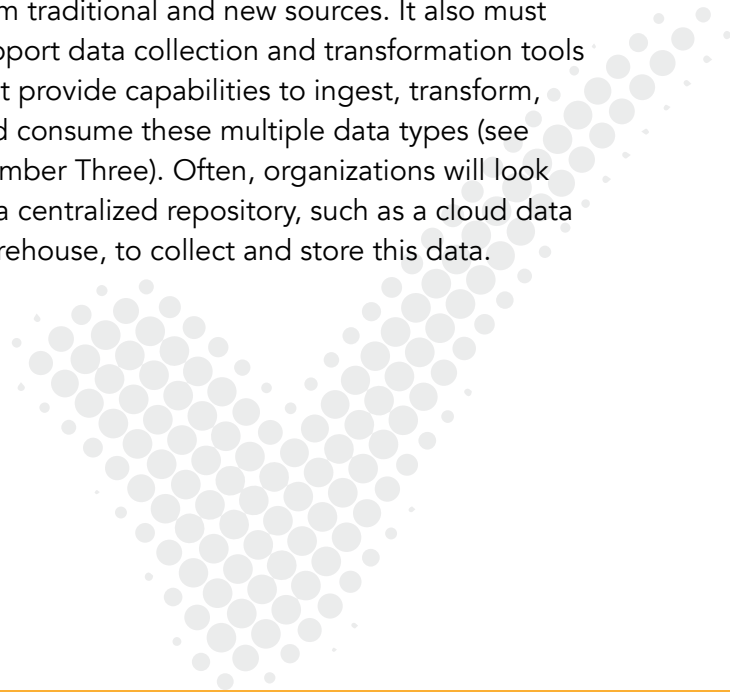 m traditional and new sources. It also must
pport data collection and transformation tools
t provide capabilities to ingest, transform,
d consume these multiple data types (see
mber Three). Often, organizations will look
a centralized repository, such as a cloud data
rehouse, to collect and store this data.